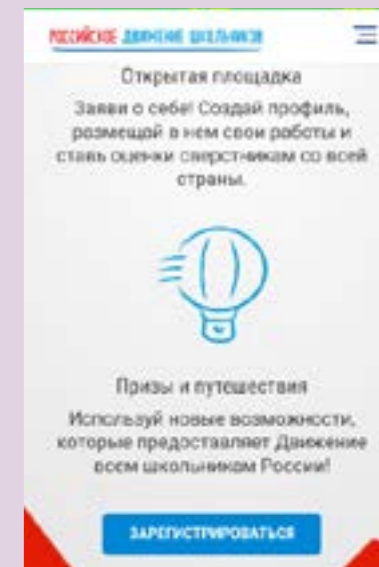 РОССИЙСКОЕ ДВИЖЕНИЕ ШКОЛЬНИКОВ
Открытая площадка
Заяви о себе! Создай профиль,
размещай в нем свои работы и
ставь оценки сверстникам со всей
страны.
Призы и путешествия
Используй новые возможности,
которые предоставляет Движение
всем школьникам России!
ЗАРЕГИСТРИРОВАТЬСЯ